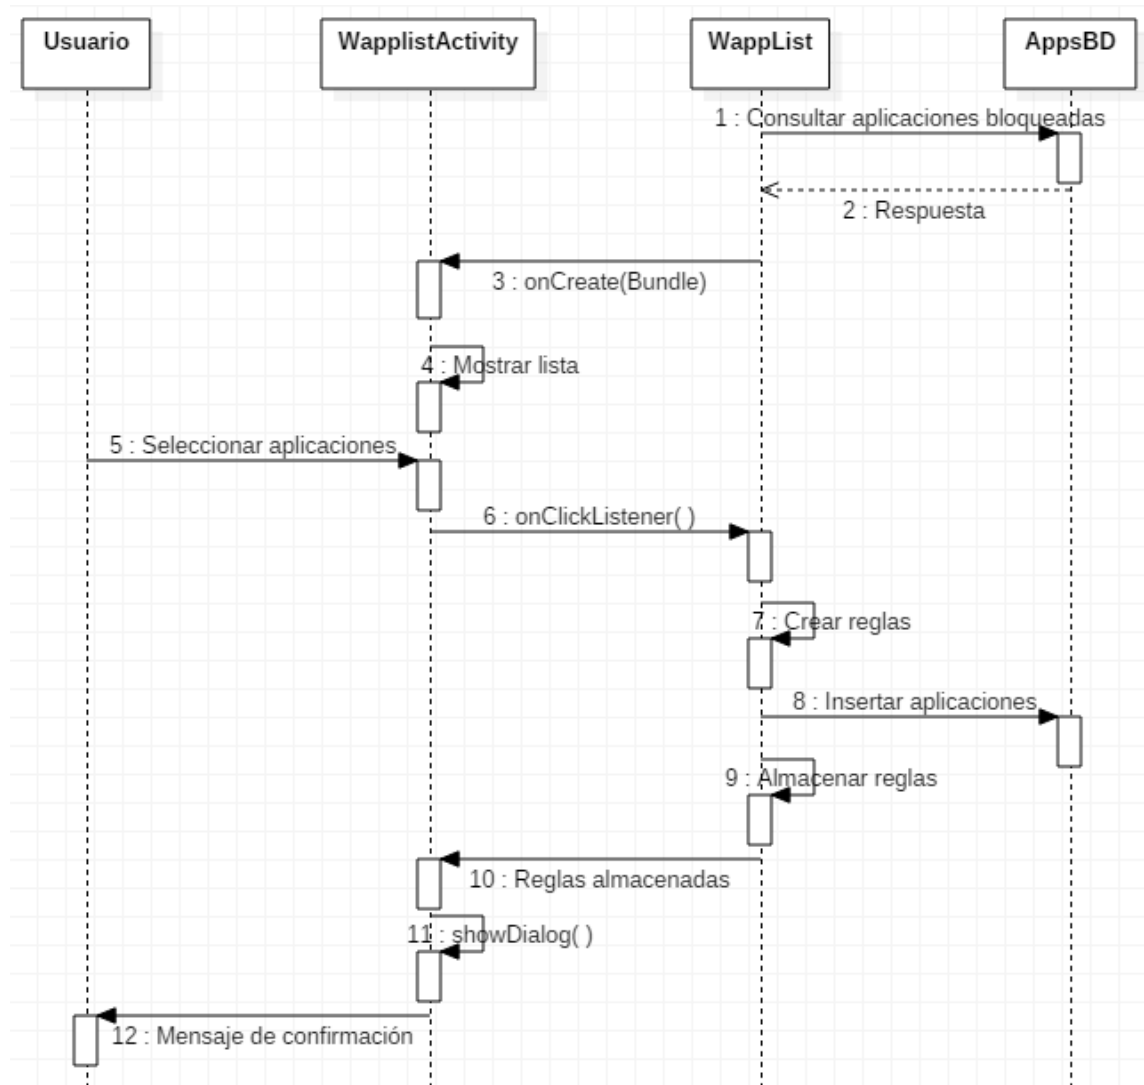 Usuario
WapplistActivity
WappList
AppsBD
1 : Consultar aplicaciones bloqueadas
2 : Respuesta
3 : onCreate(Bundle)
4 : Mostrar lista
5 : Seleccionar aplicaciones
6 : onClickListener( )
7 : Crear reglas
8 : Insertar aplicaciones
9 : Almacenar reglas
10 : Reglas almacenadas
11 : showDialog( )
12 : Mensaje de confirmación